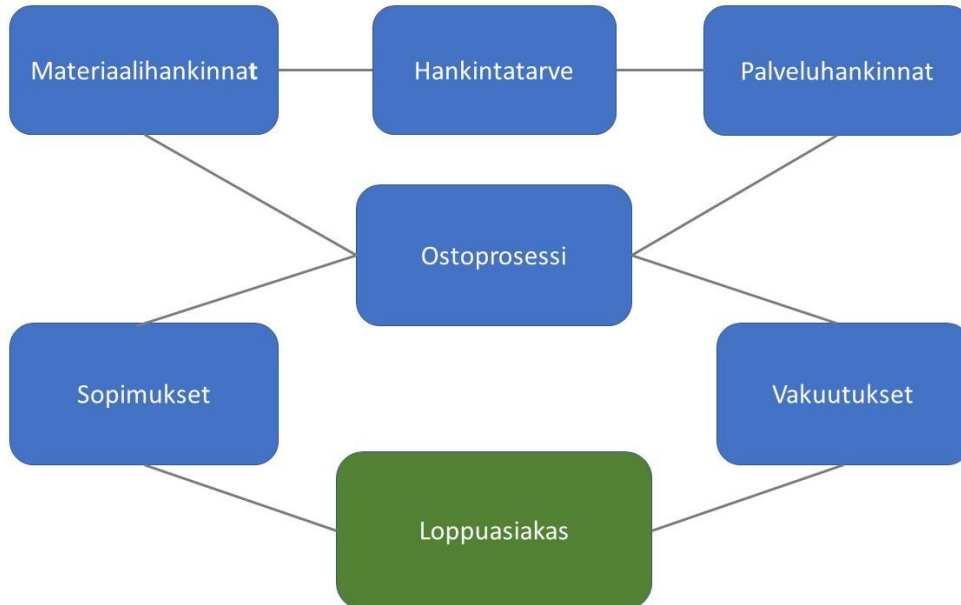 Materiaalihankinnat
Hankintatarve
Palveluhankinnat
Ostoprosessi
Sopimukset
Vakuutukset
Loppuasiakas